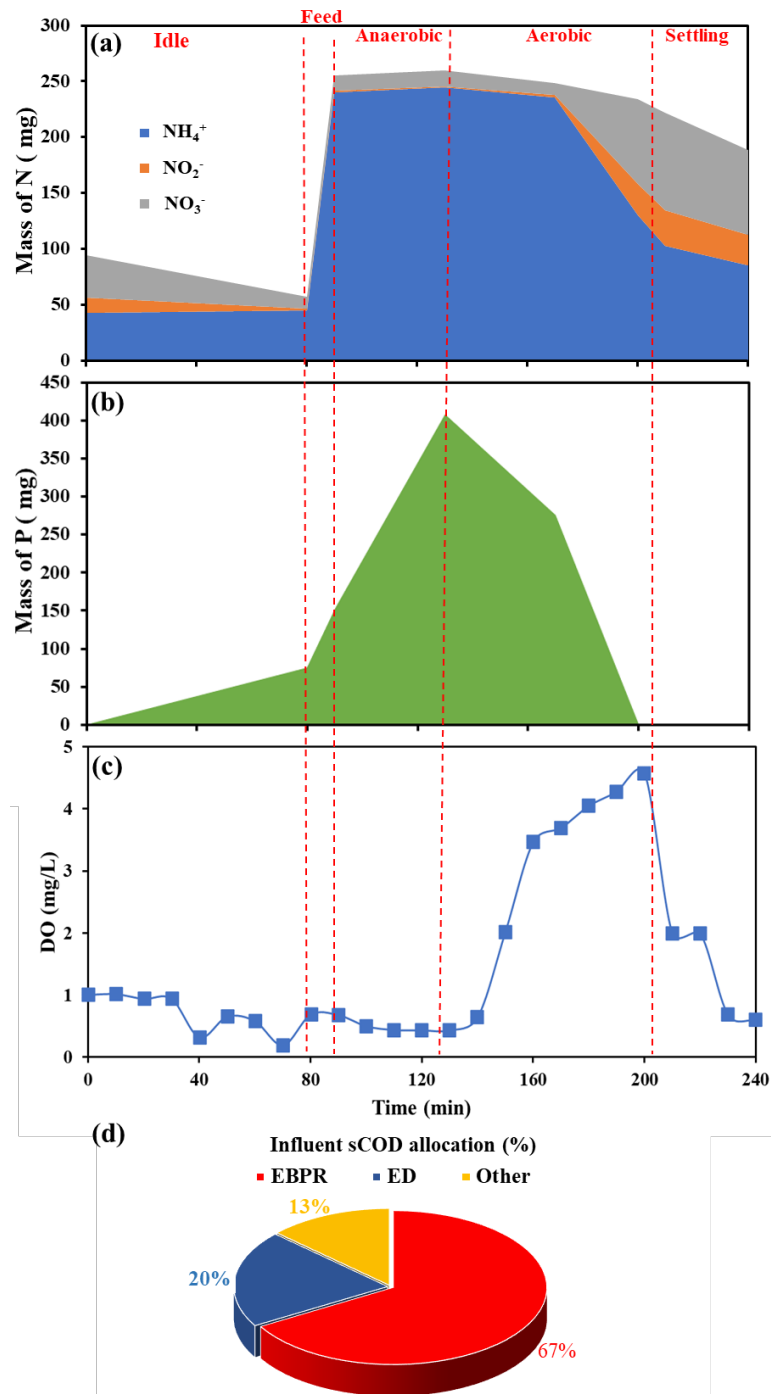 Feed
(a)
Idle
Anaerobic
Aerobic
Settling
300
250
200
150
100
50
0
Mass of N ( mg)
NH₄⁺
NO₂⁻
NO₃⁻
(b)
450
400
350
300
250
200
150
100
50
0
Mass of P ( mg)
(c)
5
4
3
2
1
0
DO (mg/L)
0 40 80 120 160 200 240
Time (min)
(d)
Influent sCOD allocation (%)
EBPR ED Other
13%
20%
67%